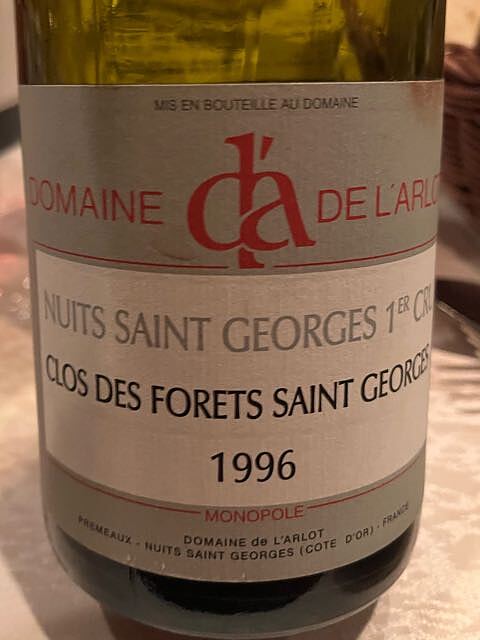 MIS EN BOUTEILLE AU DOMAINE
d'a
DOMAINE DE L'ARLOT
NUITS SAINT GEORGES 1ER CRU
CLOS DES FORETS SAINT GEORGES
1996
MONOPOLE
DOMAINE de L'ARLOT
PREMEAUX - NUITS SAINT GEORGES (COTE D'OR) - FRANCE